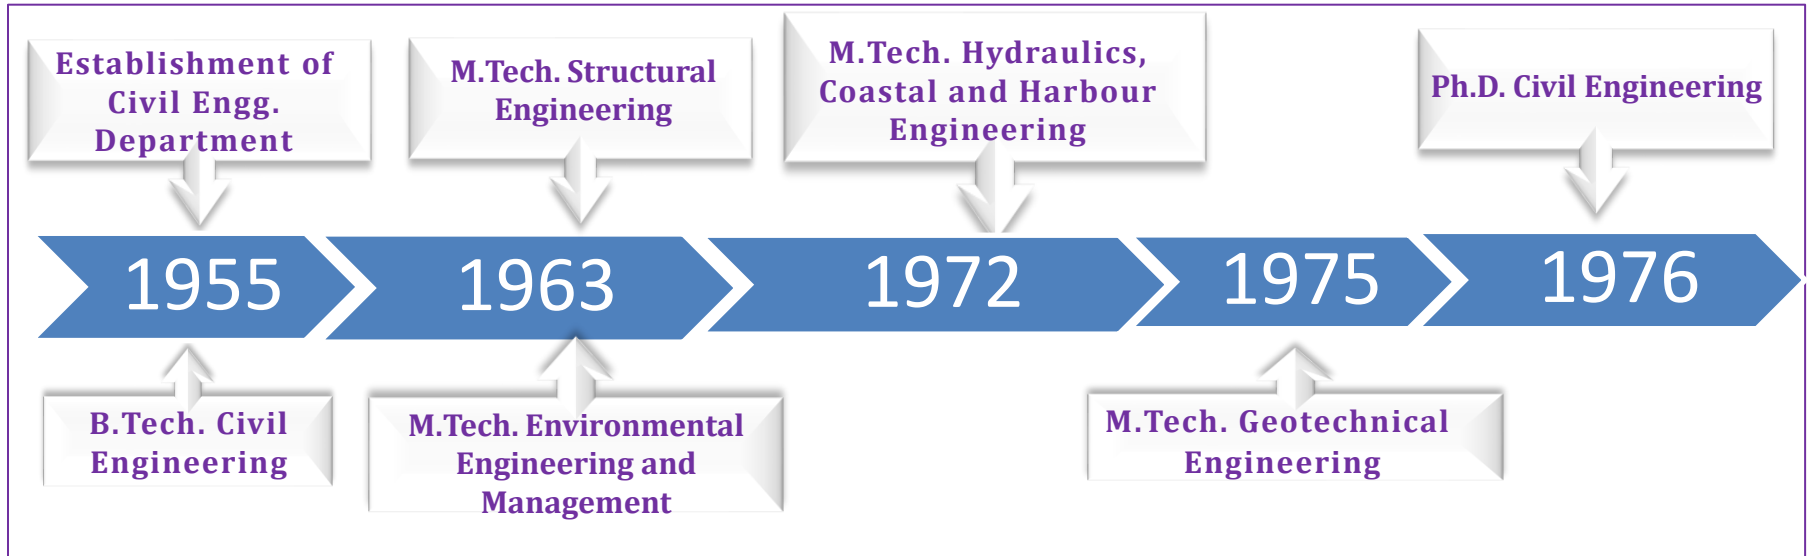 Establishment of
Civil Engg.
Department
M.Tech. Structural
Engineering
M.Tech. Hydraulics,
Coastal and Harbour
Engineering
Ph.D. Civil Engineering
1955
1963
1972
1975
1976
B.Tech. Civil
Engineering
M.Tech. Environmental
Engineering and
Management
M.Tech. Geotechnical
Engineering